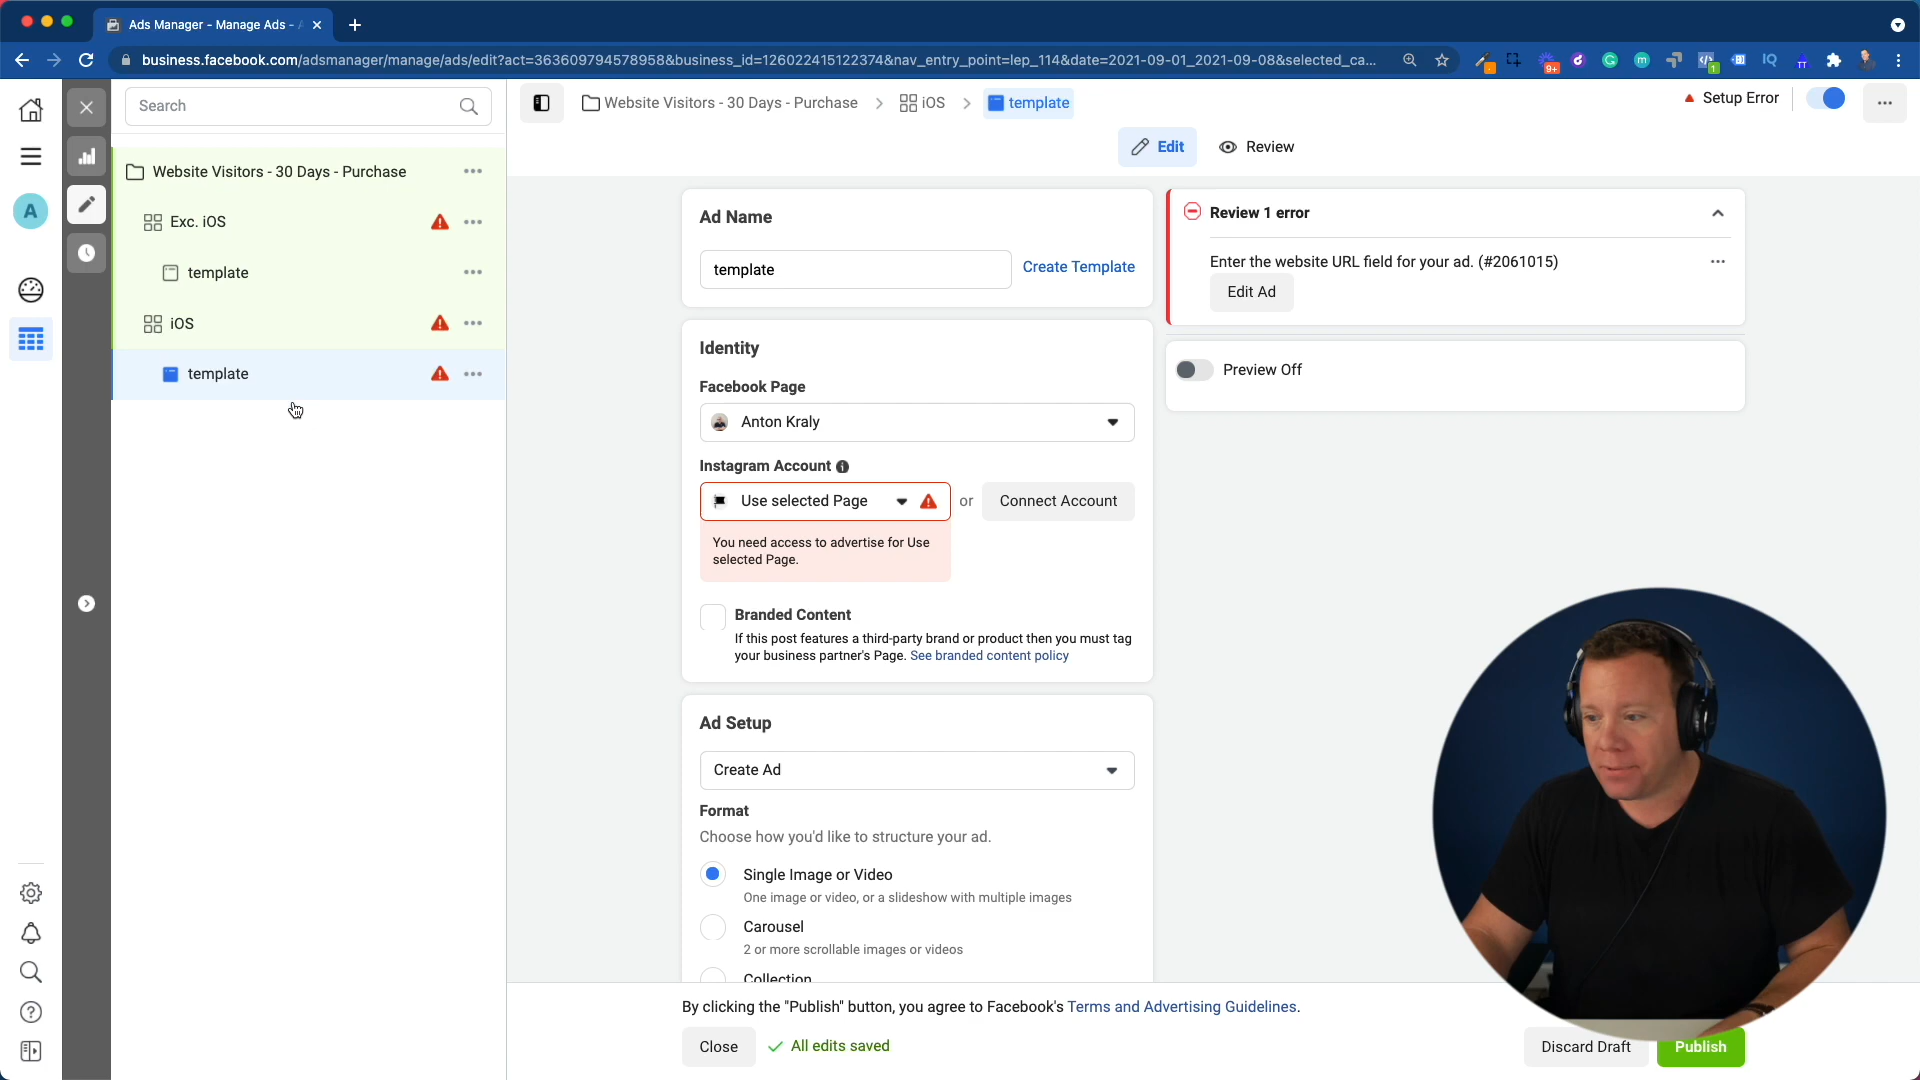 Ads Manager - Manage Ads - A
business.facebook.com/adsmanager/manage/ads/edit?act=363609794578958&business_id=126022415122374&nav_entry_point=lep_114&date=2021-09-01_2021-09-08&selected_ca...
9+
m
1
IQ
TT
Search
Website Visitors - 30 Days - Purchase
iOS
template
Setup Error
Edit
Review
A
Website Visitors - 30 Days - Purchase
Exc. iOS
template
iOS
template
Ad Name
template
Create Template
Identity
Facebook Page
Anton Kraly
Instagram Account
Use selected Page
or
Connect Account
You need access to advertise for Use
selected Page.
Branded Content
If this post features a third-party brand or product then you must tag
your business partner's Page. See branded content policy
Ad Setup
Create Ad
Format
Choose how you'd like to structure your ad.
Single Image or Video
One image or video, or a slideshow with multiple images
Carousel
2 or more scrollable images or videos
Collection
Review 1 error
Enter the website URL field for your ad. (#2061015)
Edit Ad
Preview Off
By clicking the "Publish" button, you agree to Facebook's Terms and Advertising Guidelines.
Close
All edits saved
Discard Draft
Publish